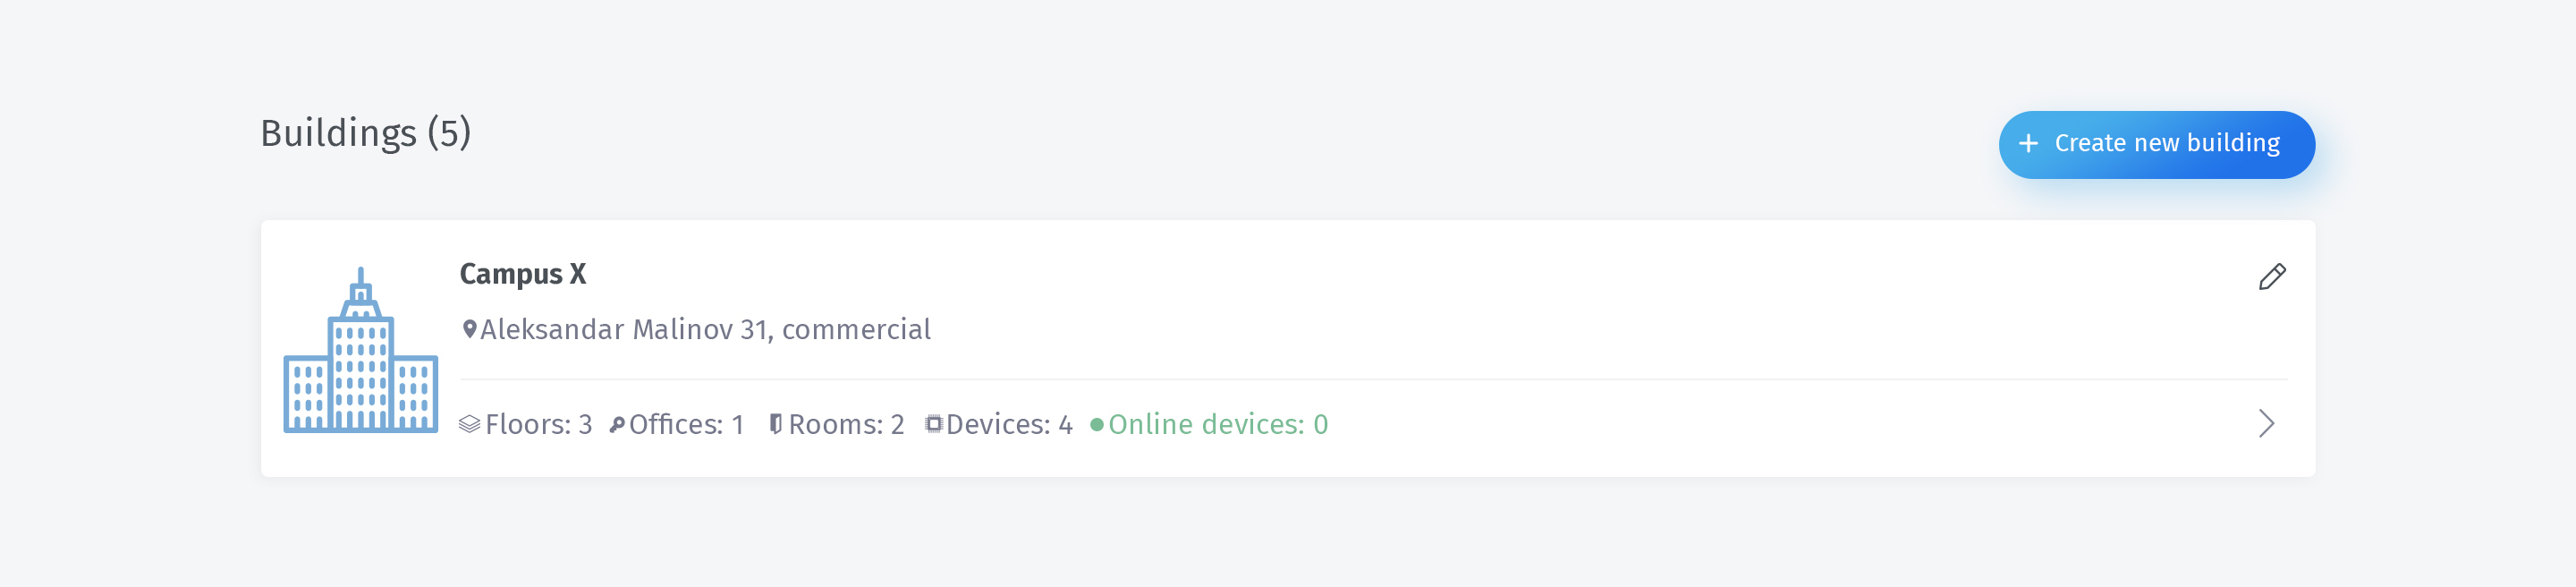 Buildings (5)
+ Create new building
Campus X
Aleksandar Malinov 31, commercial
Floors: 3 Offices: 1 Rooms: 2 Devices: 4 Online devices: 0